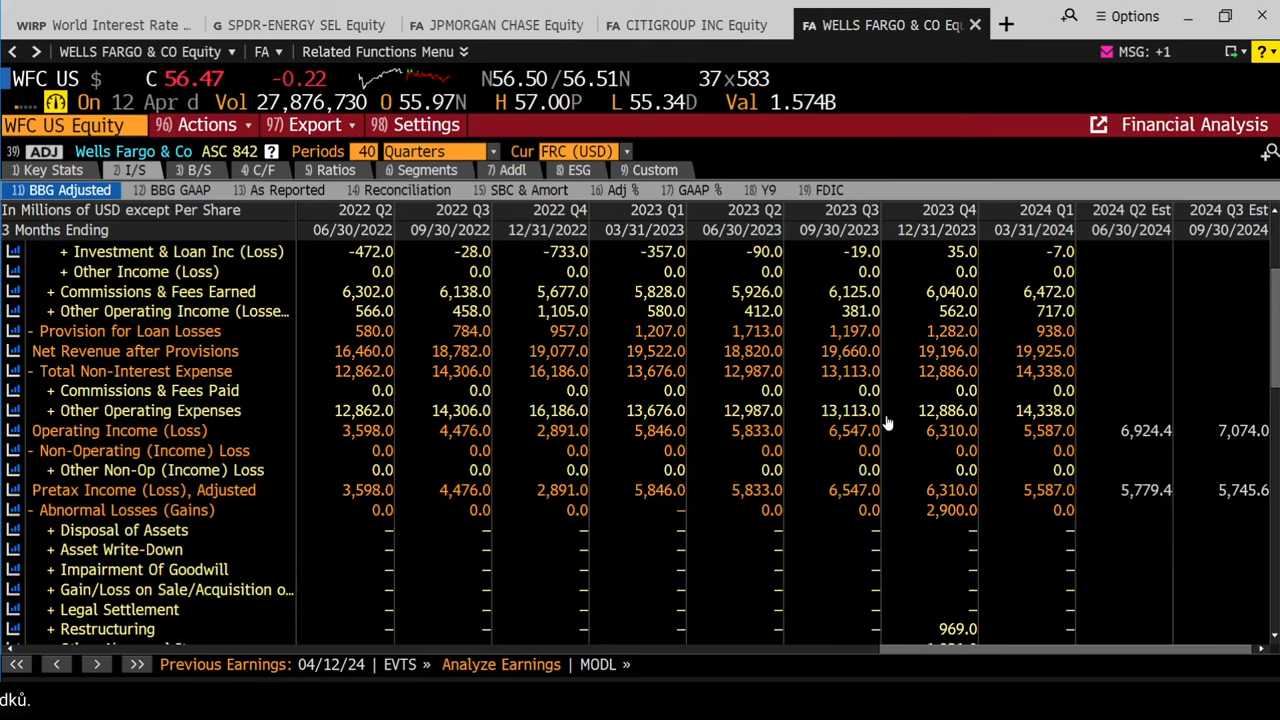 WIRP World Interest Rate ... G SPDR-ENERGY SEL Equity FA JPMORGAN CHASE Equity FA CITIGROUP INC Equity FA WELLS FARGO & CO Eq × + Options
< > WELLS FARGO & CO Equity FA Related Functions Menu MSG: +1 ?
WFC US $ C 56.47 -0.22 N56.50/56.51N 37x583
On 12 Apr d Vol 27,876,730 O 55.97N H 57.00P L 55.34D Val 1.574B
WFC US Equity 96) Actions 97) Export 98) Settings Financial Analysis
39) ADJ Wells Fargo & Co ASC 842 ? Periods 40 Quarters Cur FRC (USD)
1) Key Stats 2) I/S 3) B/S 4) C/F 5) Ratios 6) Segments 7) Addl 8) ESG 9) Custom
11) BBG Adjusted 12) BBG GAAP 13) As Reported 14) Reconciliation 15) SBC & Amort 16) Adj % 17) GAAP % 18) Y9 19) FDIC
In Millions of USD except Per Share 2022 Q2 2022 Q3 2022 Q4 2023 Q1 2023 Q2 2023 Q3 2023 Q4 2024 Q1 2024 Q2 Est 2024 Q3 Est
3 Months Ending 06/30/2022 09/30/2022 12/31/2022 03/31/2023 06/30/2023 09/30/2023 12/31/2023 03/31/2024 06/30/2024 09/30/2024
+ Investment & Loan Inc (Loss) -472.0 -28.0 -733.0 -357.0 -90.0 -19.0 35.0 -7.0
+ Other Income (Loss) 0.0 0.0 0.0 0.0 0.0 0.0 0.0 0.0
+ Commissions & Fees Earned 6,302.0 6,138.0 5,677.0 5,828.0 5,926.0 6,125.0 6,040.0 6,472.0
+ Other Operating Income (Losse... 566.0 458.0 1,105.0 580.0 412.0 381.0 562.0 717.0
- Provision for Loan Losses 580.0 784.0 957.0 1,207.0 1,713.0 1,197.0 1,282.0 938.0
Net Revenue after Provisions 16,460.0 18,782.0 19,077.0 19,522.0 18,820.0 19,660.0 19,196.0 19,925.0
- Total Non-Interest Expense 12,862.0 14,306.0 16,186.0 13,676.0 12,987.0 13,113.0 12,886.0 14,338.0
+ Commissions & Fees Paid 0.0 0.0 0.0 0.0 0.0 0.0 0.0 0.0
+ Other Operating Expenses 12,862.0 14,306.0 16,186.0 13,676.0 12,987.0 13,113.0 12,886.0 14,338.0
Operating Income (Loss) 3,598.0 4,476.0 2,891.0 5,846.0 5,833.0 6,547.0 6,310.0 5,587.0 6,924.4 7,074.0
- Non-Operating (Income) Loss 0.0 0.0 0.0 0.0 0.0 0.0 0.0 0.0
+ Other Non-Op (Income) Loss 0.0 0.0 0.0 0.0 0.0 0.0 0.0 0.0
Pretax Income (Loss), Adjusted 3,598.0 4,476.0 2,891.0 5,846.0 5,833.0 6,547.0 6,310.0 5,587.0 5,779.4 5,745.6
- Abnormal Losses (Gains) 0.0 0.0 0.0 – 0.0 0.0 2,900.0 0.0
+ Disposal of Assets – – – – – – – –
+ Asset Write-Down – – – – – – – –
+ Impairment Of Goodwill – – – – – – – –
+ Gain/Loss on Sale/Acquisition o... – – – – – – – –
+ Legal Settlement – – – – – – – –
+ Restructuring – – – – – – 969.0 –
<< < > >> Previous Earnings: 04/12/24 | EVTS » Analyze Earnings | MODL »
dků.